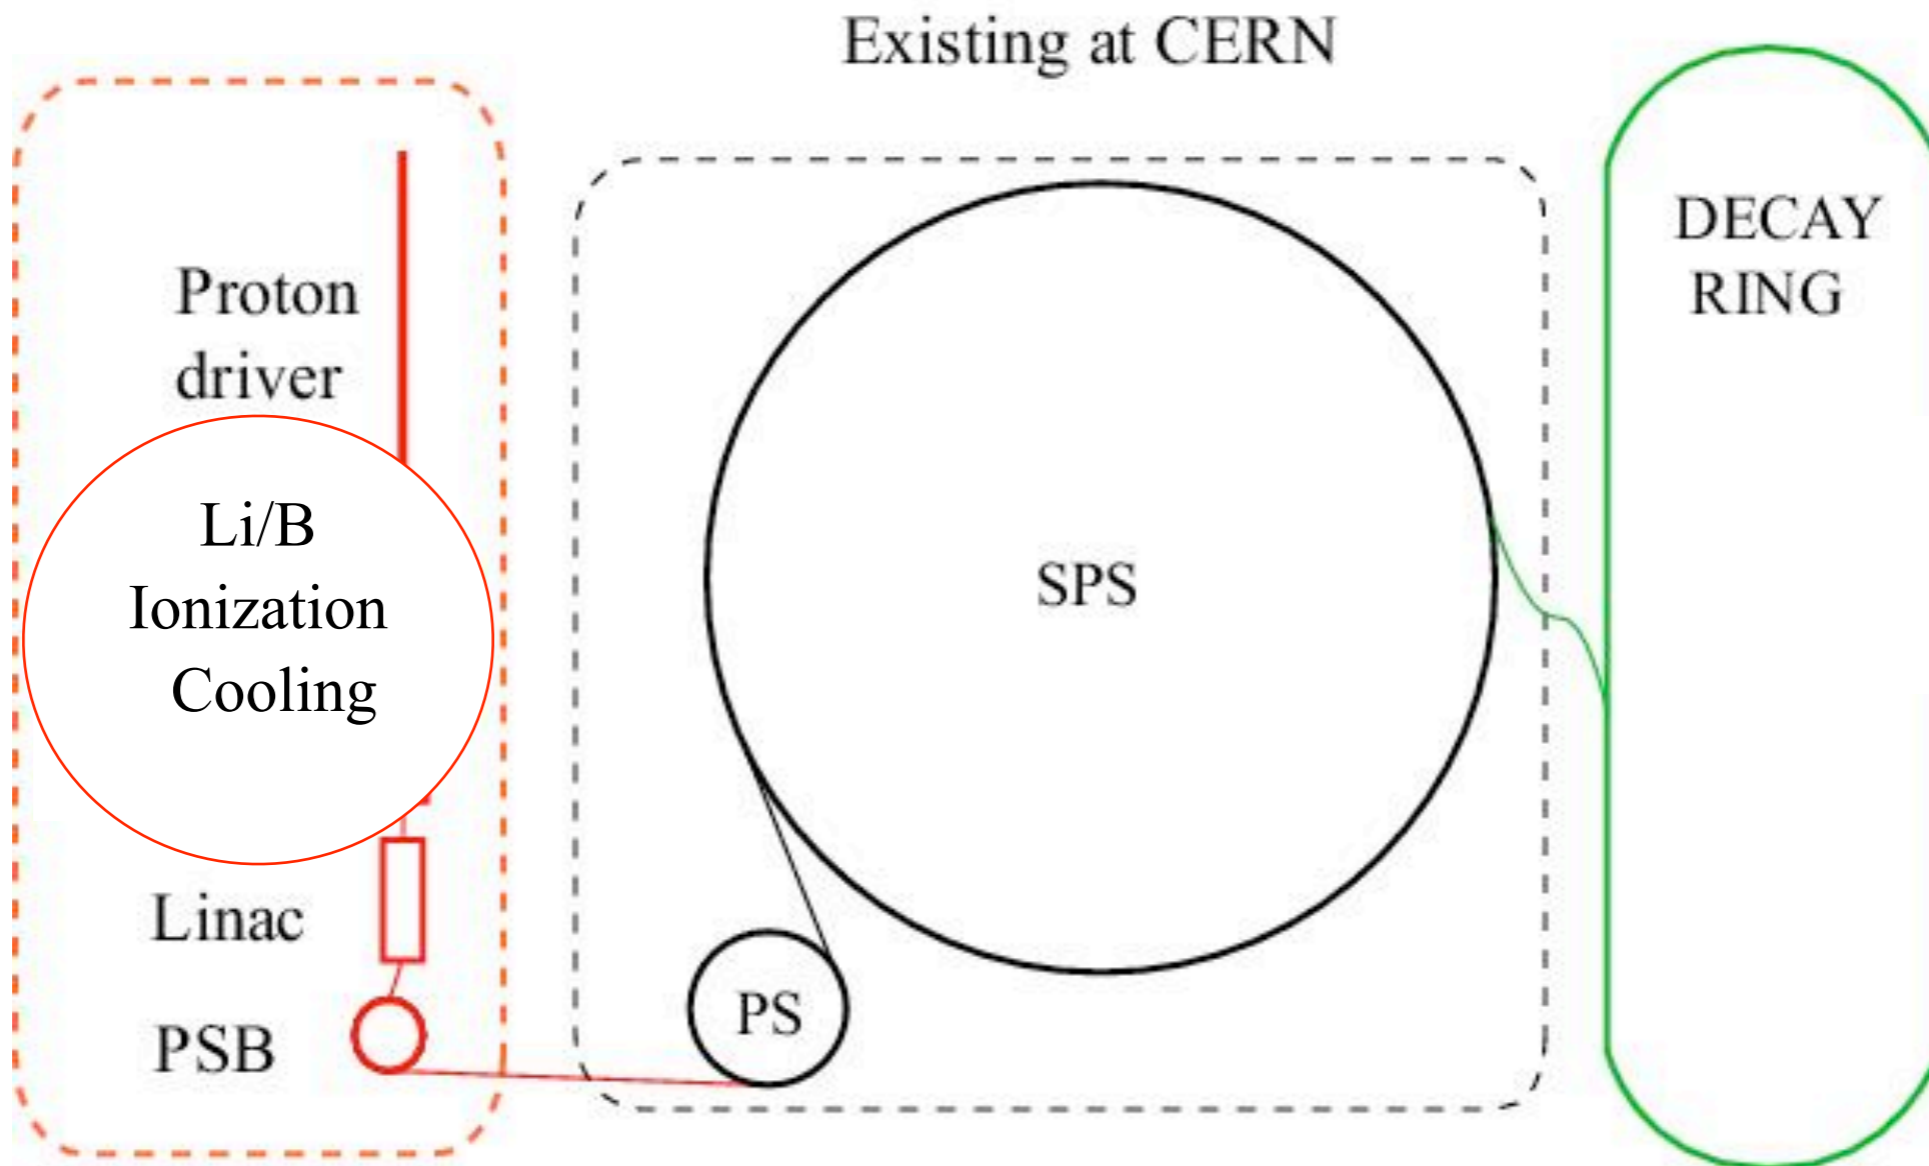 Existing at CERN
Proton
driver
Li/B
Ionization
Cooling
Linac
PSB
PS
SPS
DECAY
RING